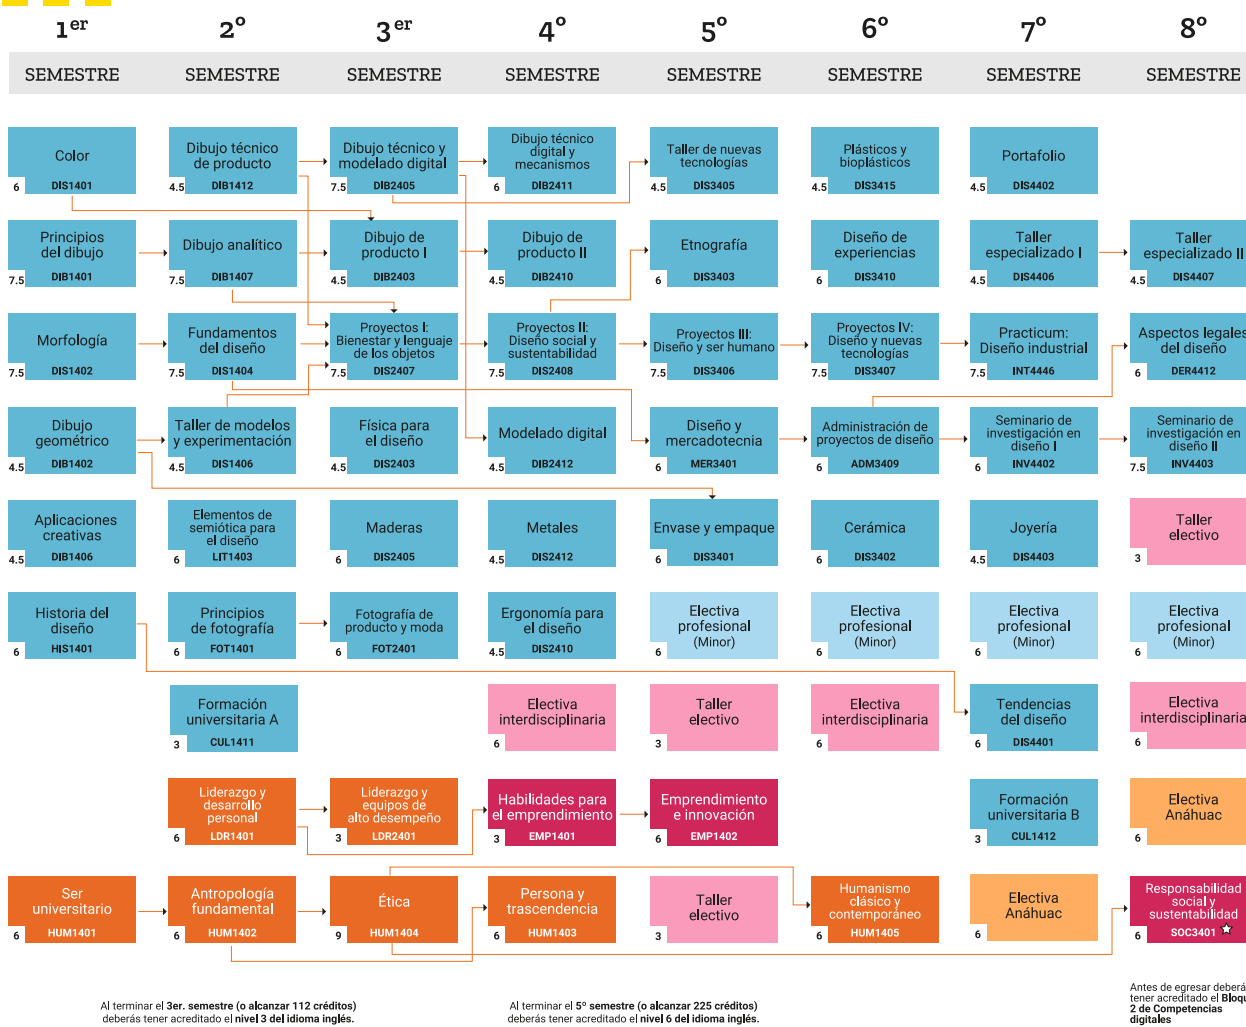 1er 2º 3er 4º 5º 6º 7º 8º
SEMESTRE SEMESTRE SEMESTRE SEMESTRE SEMESTRE SEMESTRE SEMESTRE SEMESTRE
Color
6 DIS1401
Dibujo técnico
de producto
4.5 DIB1412
Dibujo técnico y
modelado digital
7.5 DIB2405
Dibujo técnico
digital y
mecanismos
6 DIB2411
Taller de nuevas
tecnologías
4.5 DIS3405
Plásticos y
bioplásticos
4.5 DIS3415
Portafolio
4.5 DIS4402
Principios
del dibujo
7.5 DIB1401
Dibujo analítico
7.5 DIB1407
Dibujo de
producto I
4.5 DIB2403
Dibujo de
producto II
4.5 DIB2410
Etnografía
6 DIS3403
Diseño de
experiencias
6 DIS3410
Taller
especializado I
4.5 DIS4406
Taller
especializado II
4.5 DIS4407
Morfología
7.5 DIS1402
Fundamentos
del diseño
7.5 DIS1404
Proyectos I:
Bienestar y lenguaje
de los objetos
7.5 DIS2407
Proyectos II:
Diseño social y
sustentabilidad
7.5 DIS2408
Proyectos III:
Diseño y ser humano
7.5 DIS3406
Proyectos IV:
Diseño y nuevas
tecnologías
7.5 DIS3407
Practicum:
Diseño industrial
7.5 INT4446
Aspectos legales
del diseño
6 DER4412
Dibujo
geométrico
4.5 DIB1402
Taller de modelos
y experimentación
4.5 DIS1406
Física para
el diseño
4.5 DIS2403
Modelado digital
4.5 DIB2412
Diseño y
mercadotecnia
6 MER3401
Administración de
proyectos de diseño
6 ADM3409
Seminario de
investigación en
diseño I
6 INV4402
Seminario de
investigación en
diseño II
7.5 INV4403
Aplicaciones
creativas
4.5 DIB1406
Elementos de
semiótica para
el diseño
6 LIT1403
Maderas
6 DIS2405
Metales
4.5 DIS2412
Envase y empaque
6 DIS3401
Cerámica
6 DIS3402
Joyería
4.5 DIS4403
Taller
electivo
3
Historia del
diseño
6 HIS1401
Principios
de fotografía
6 FOT1401
Fotografía de
producto y moda
6 FOT2401
Ergonomía para
el diseño
4.5 DIS2410
Electiva
profesional
(Minor)
6
Electiva
profesional
(Minor)
6
Electiva
profesional
(Minor)
6
Electiva
profesional
(Minor)
6
Formación
universitaria A
3 CUL1411
Electiva
interdisciplinaria
6
Taller
electivo
3
Electiva
interdisciplinaria
6
Tendencias
del diseño
6 DIS4401
Electiva
interdisciplinaria
6
Liderazgo y
desarrollo
personal
6 LDR1401
Liderazgo y
equipos de
alto desempeño
3 LDR2401
Habilidades para
el emprendimiento
3 EMP1401
Emprendimiento
e innovación
6 EMP1402
Formación
universitaria B
3 CUL1412
Electiva
Anáhuac
6
Ser
universitario
6 HUM1401
Antropología
fundamental
6 HUM1402
Ética
9 HUM1404
Persona y
trascendencia
6 HUM1403
Taller
electivo
3
Humanismo
clásico y
contemporáneo
6 HUM1405
Electiva
Anáhuac
6
Responsabilidad
social y
sustentabilidad
6 SOC3401
Al terminar el 3er. semestre (o alcanzar 112 créditos)
deberás tener acreditado el nivel 3 del idioma inglés.
Al terminar el 5º semestre (o alcanzar 225 créditos)
deberás tener acreditado el nivel 6 del idioma inglés.
Antes de egresar deberá
tener acreditado el Bloqu
2 de Competencias
digitales